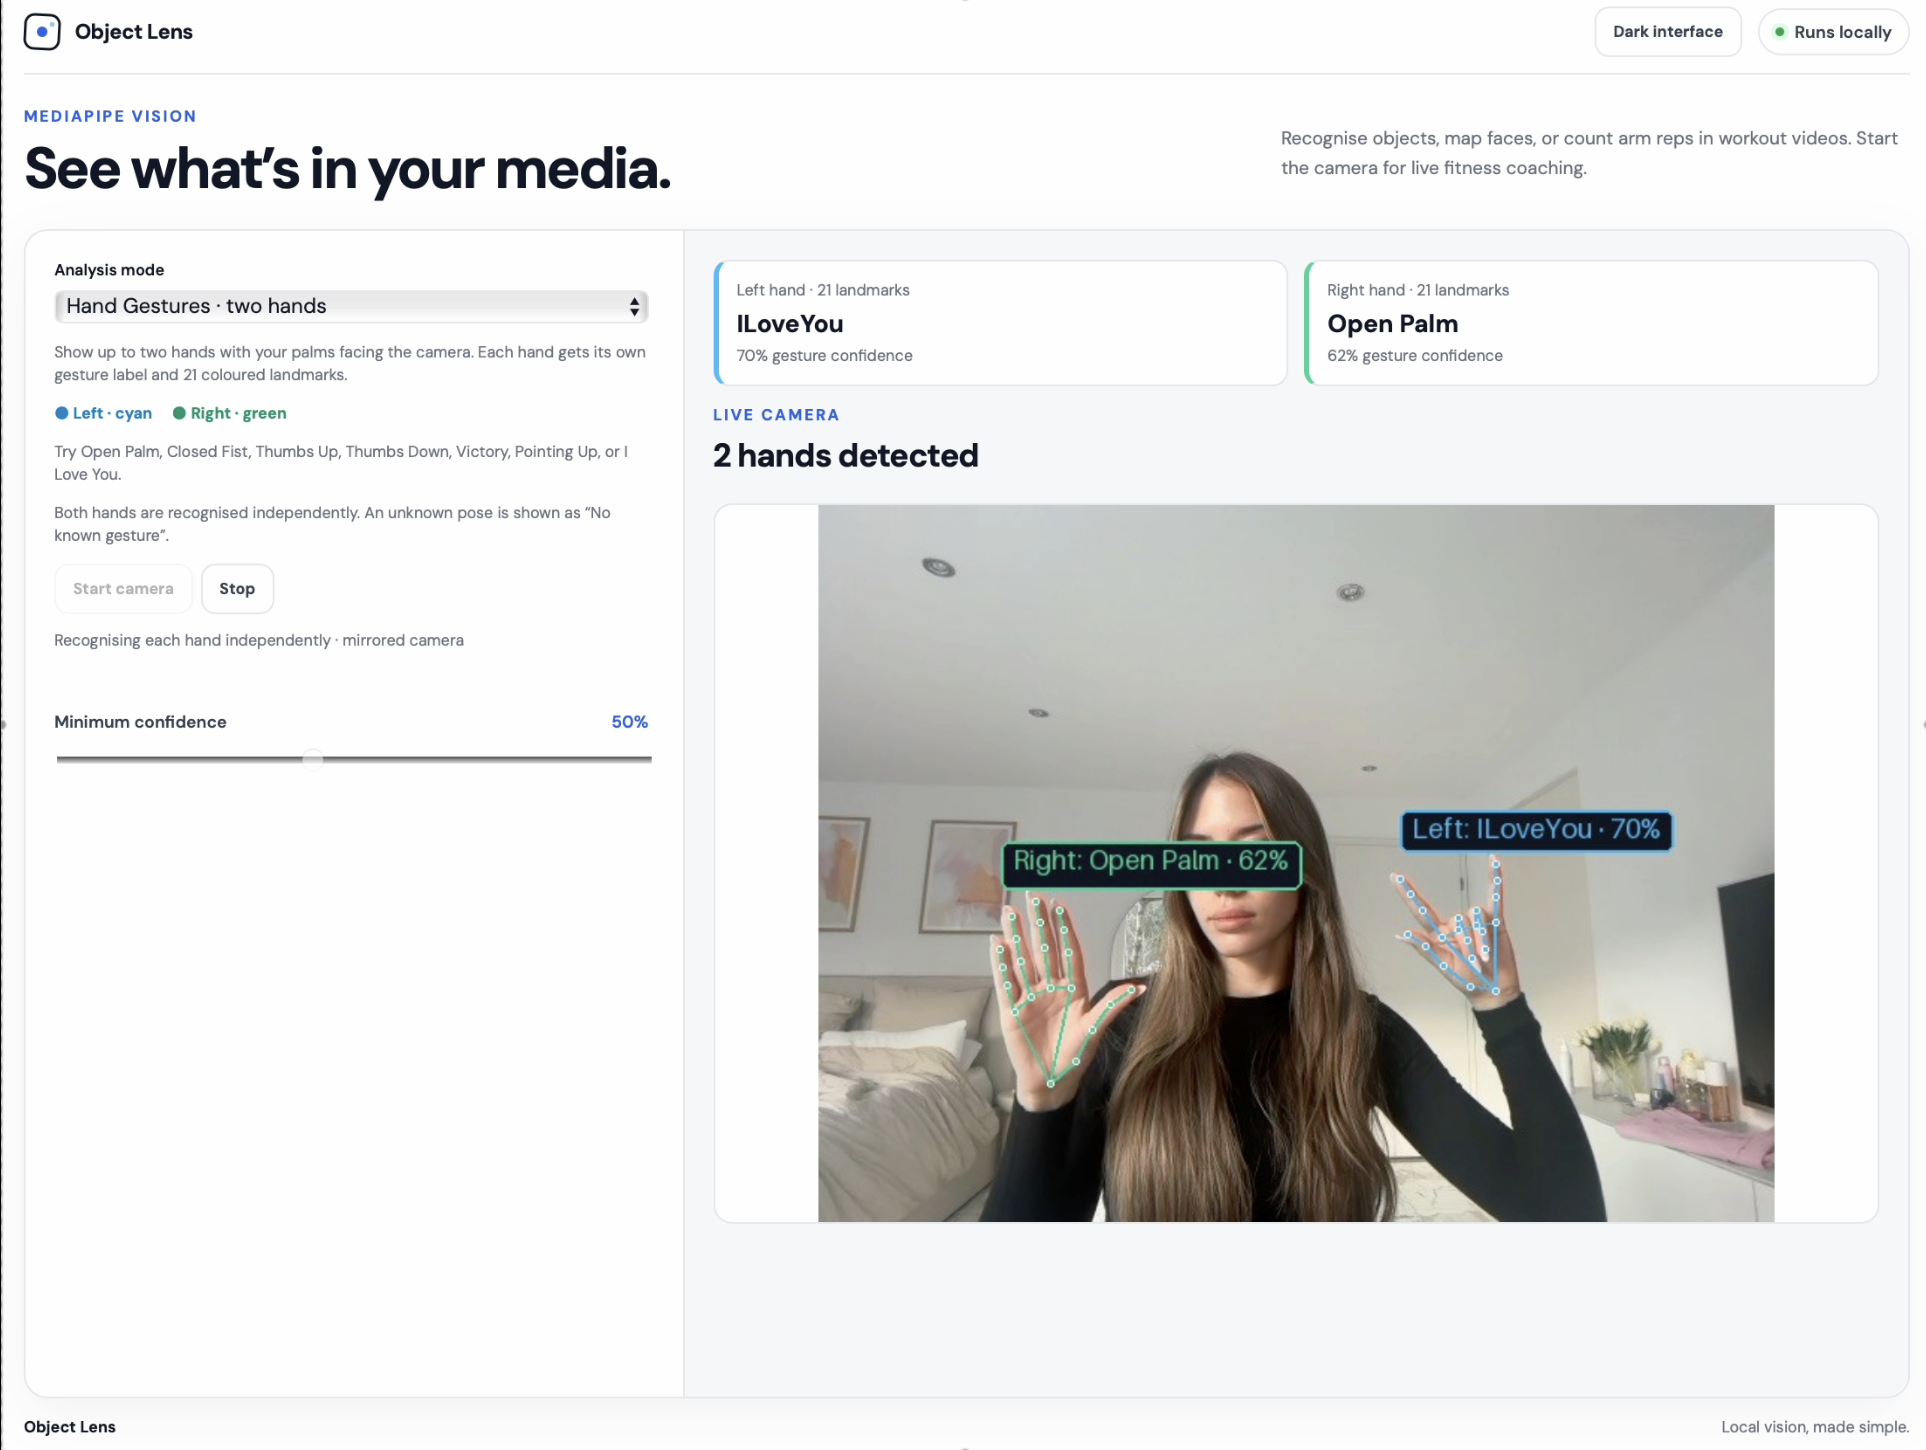 Object Lens
Dark interface
Runs locally
MEDIAPIPE VISION
See what’s in your media.
Recognise objects, map faces, or count arm reps in workout videos. Start
the camera for live fitness coaching.
Analysis mode
Hand Gestures · two hands
Show up to two hands with your palms facing the camera. Each hand gets its own
gesture label and 21 coloured landmarks.
Left · cyan
Right · green
Try Open Palm, Closed Fist, Thumbs Up, Thumbs Down, Victory, Pointing Up, or I
Love You.
Both hands are recognised independently. An unknown pose is shown as “No
known gesture”.
Start camera
Stop
Recognising each hand independently · mirrored camera
Minimum confidence
50%
Left hand · 21 landmarks
ILoveYou
70% gesture confidence
Right hand · 21 landmarks
Open Palm
62% gesture confidence
LIVE CAMERA
2 hands detected
Left: ILoveYou · 70%
Right: Open Palm · 62%
Object Lens
Local vision, made simple.